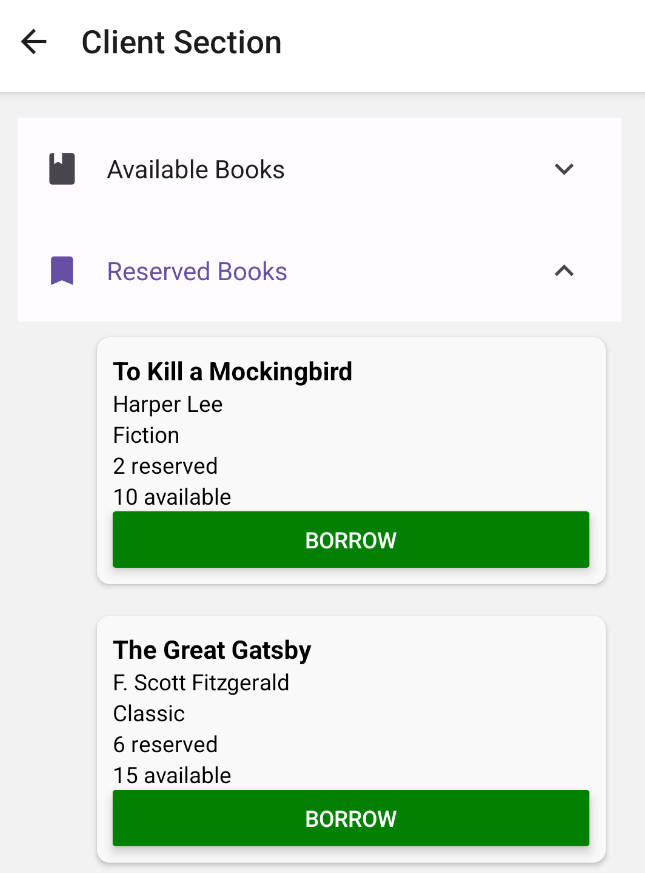 Client Section
Available Books
Reserved Books
To Kill a Mockingbird
Harper Lee
Fiction
2 reserved
10 available
BORROW
The Great Gatsby
F. Scott Fitzgerald
Classic
6 reserved
15 available
BORROW